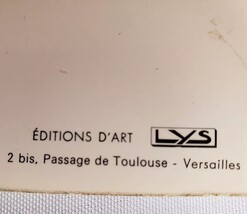 ÉDITIONS D'ART LYS
2 bis, Passage de Toulouse - Versailles